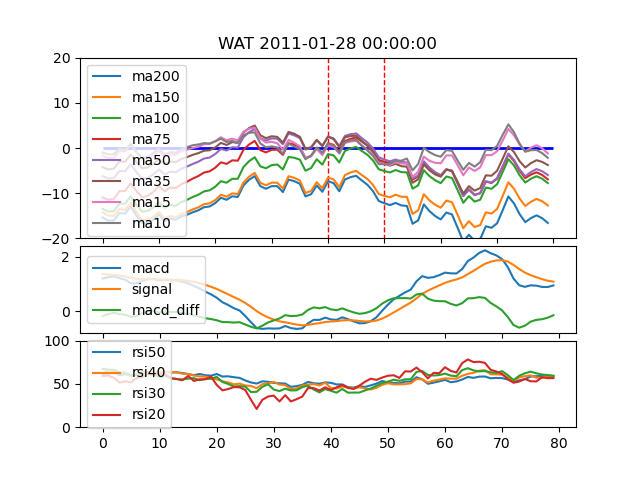 WAT 2011-01-28 00:00:00
20
10
0
−10
−20
ma200
ma150
ma100
ma75
ma50
ma35
ma15
ma10
2
0
macd
signal
macd_diff
100
50
0
rsi50
rsi40
rsi30
rsi20
0 10 20 30 40 50 60 70 80